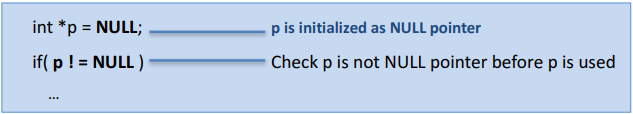 int *p = NULL; p is initialized as NULL pointer
if( p ! = NULL ) Check p is not NULL pointer before p is used
...